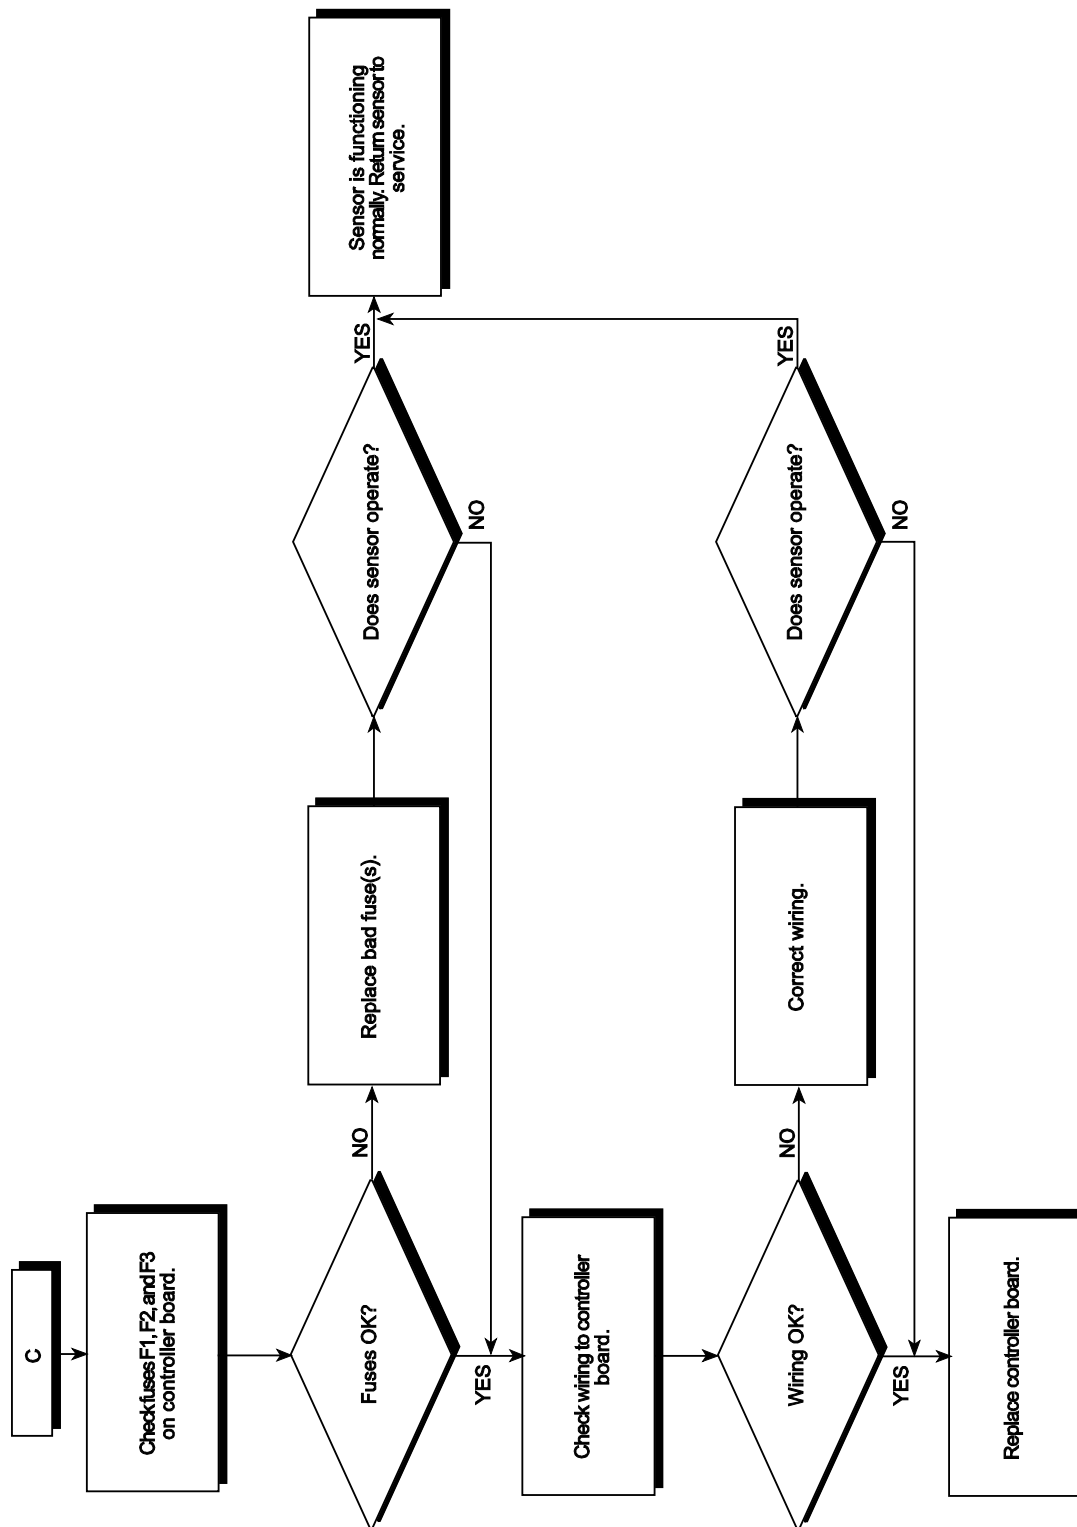 C
Check fuses F1, F2, and F3
on controller board.
Fuses OK?
NO
Replace bad fuse(s).
Does sensor operate?
YES
Sensor is functioning
normally. Return sensor to
service.
NO
YES
Check wiring to controller
board.
Wiring OK?
NO
Correct wiring.
Does sensor operate?
YES
NO
YES
Replace controller board.